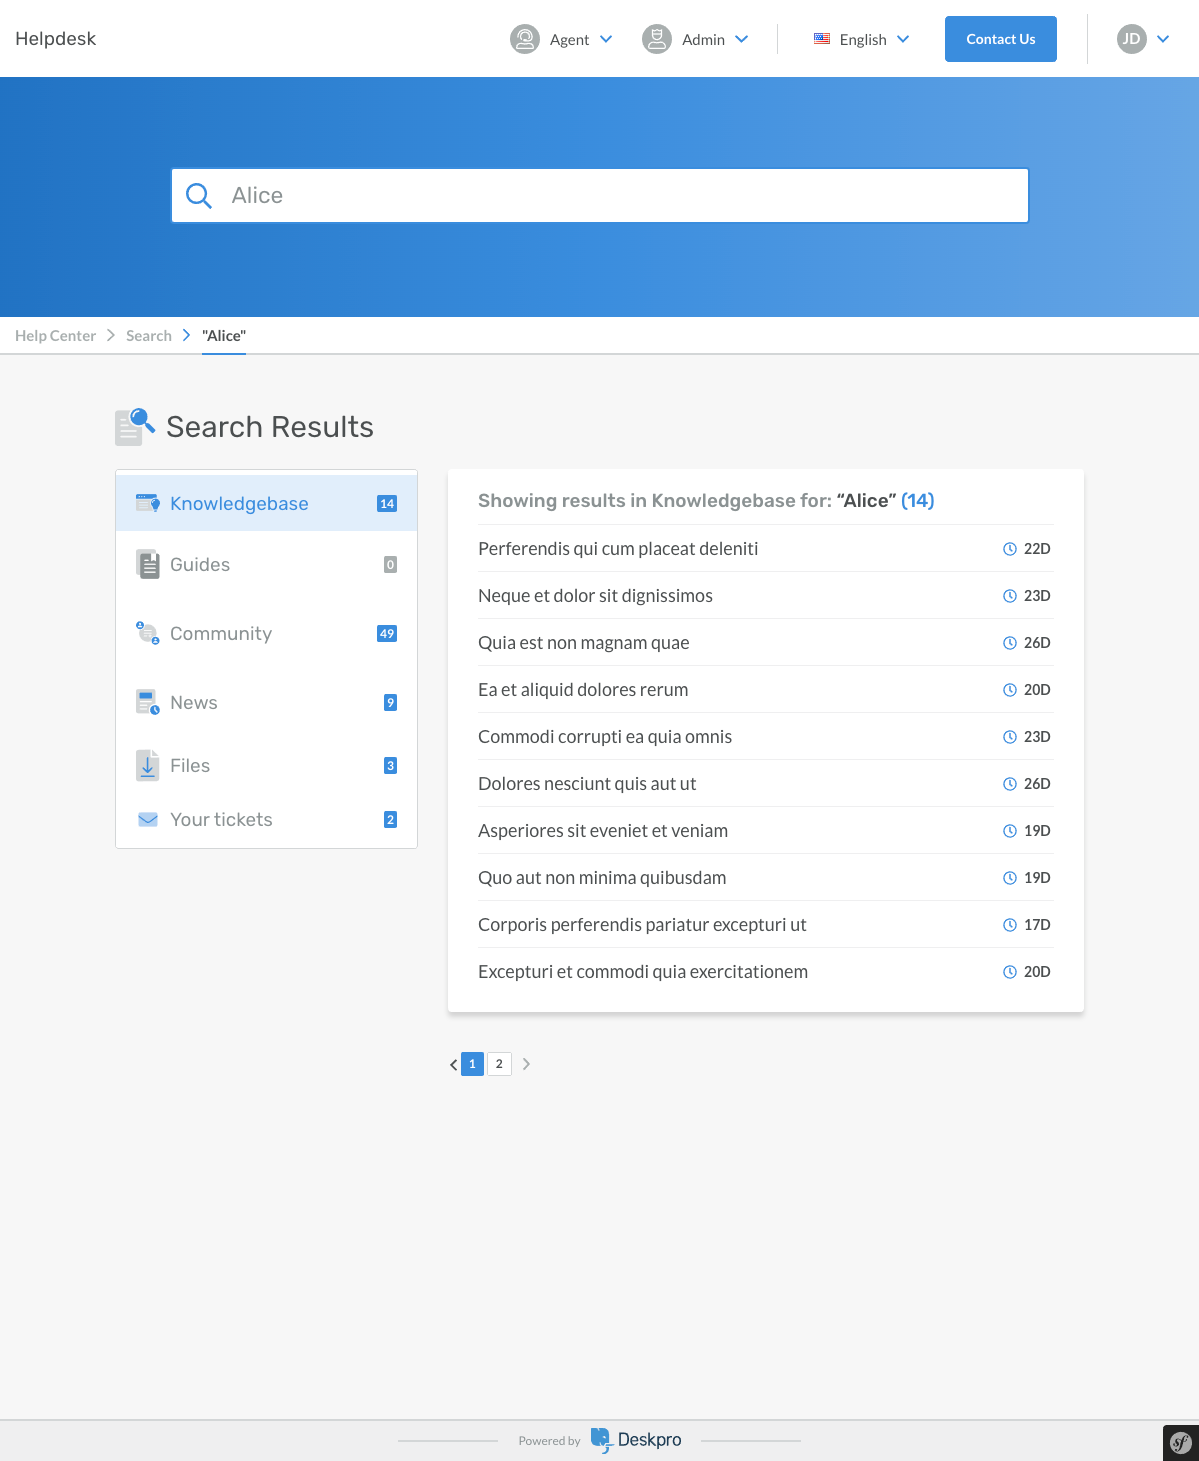 Helpdesk
Agent
Admin
English
Contact Us
JD
Alice
Help Center
Search
"Alice"
Search Results
Knowledgebase 14
Guides 0
Community 49
News 9
Files 3
Your tickets 2
Showing results in Knowledgebase for: “Alice” (14)
Perferendis qui cum placeat deleniti 22D
Neque et dolor sit dignissimos 23D
Quia est non magnam quae 26D
Ea et aliquid dolores rerum 20D
Commodi corrupti ea quia omnis 23D
Dolores nesciunt quis aut ut 26D
Asperiores sit eveniet et veniam 19D
Quo aut non minima quibusdam 19D
Corporis perferendis pariatur excepturi ut 17D
Excepturi et commodi quia exercitationem 20D
1 2
Powered by Deskpro
sf